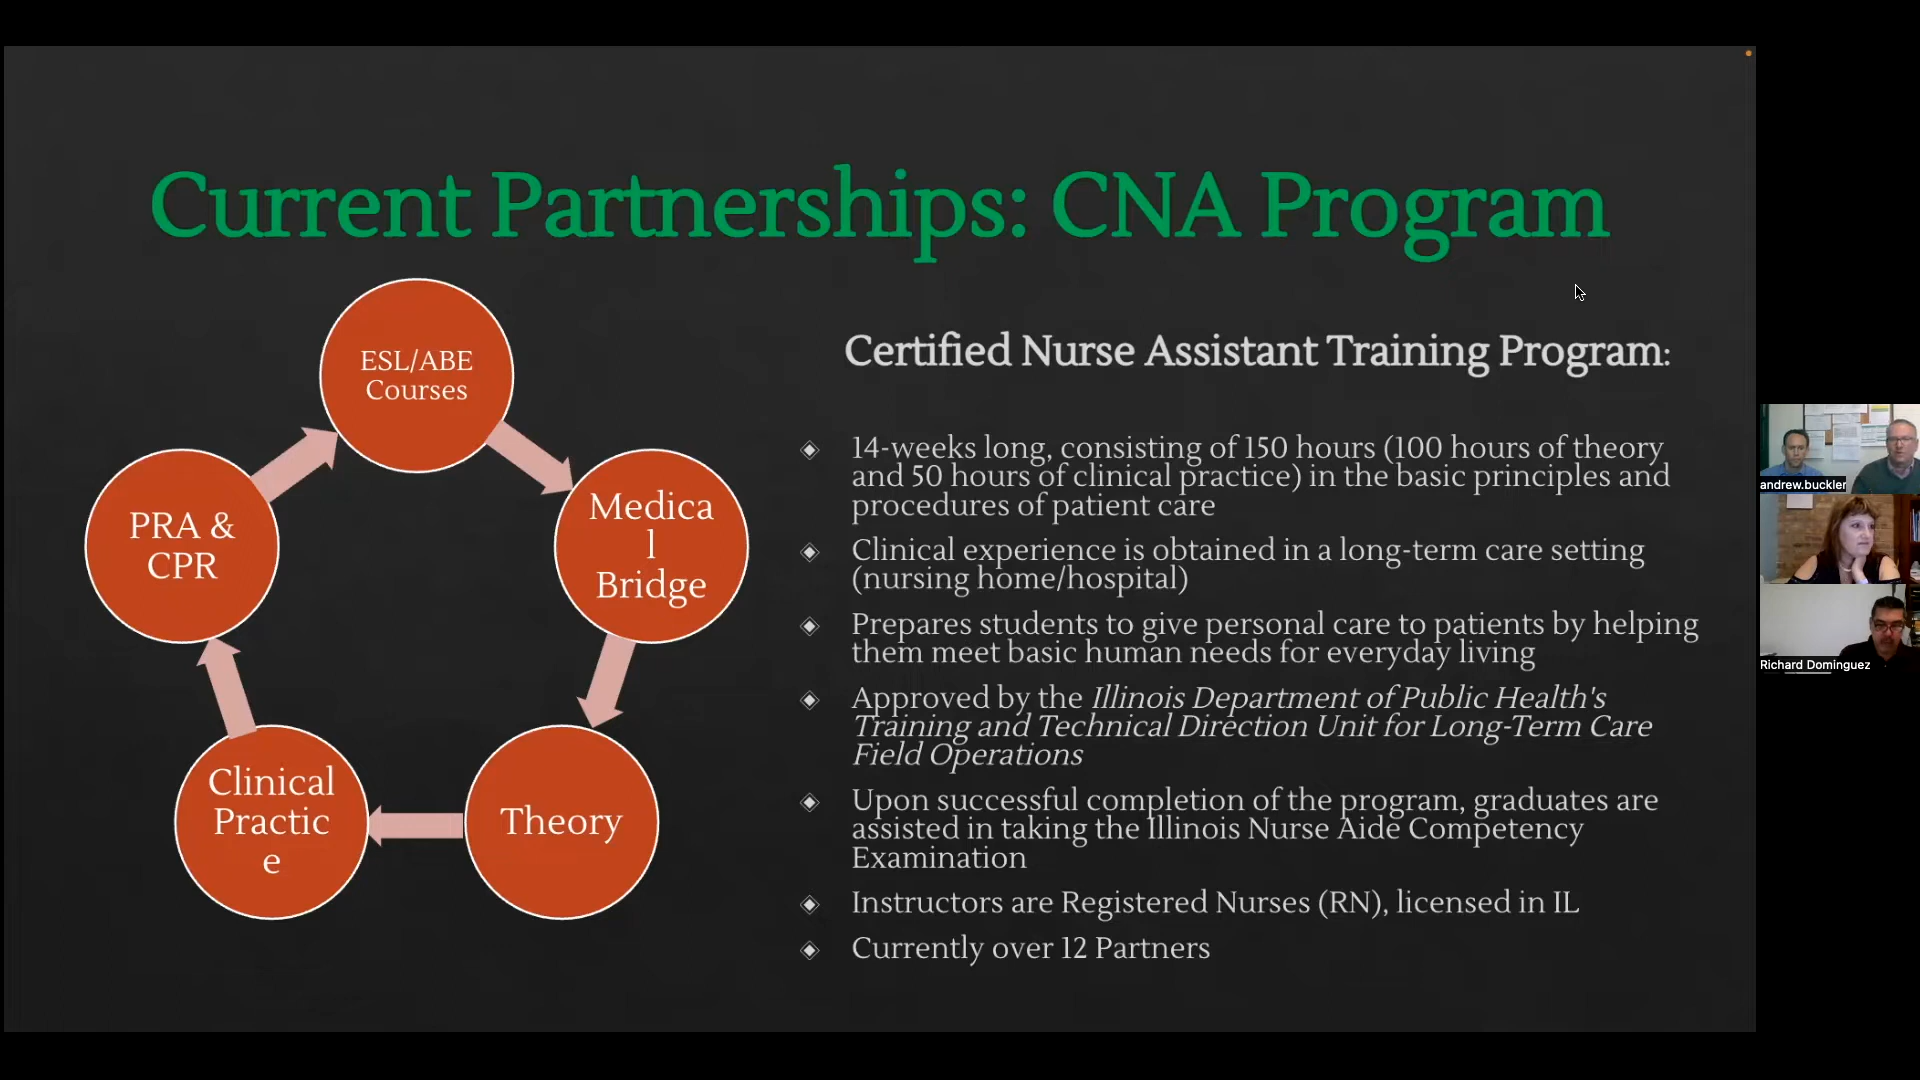 Current Partnerships: CNA Program
ESL/ABE
Courses
Medica
l
Bridge
Theory
Clinical
Practic
e
PRA &
CPR
Certified Nurse Assistant Training Program:
14-weeks long, consisting of 150 hours (100 hours of theory
and 50 hours of clinical practice) in the basic principles and
procedures of patient care
Clinical experience is obtained in a long-term care setting
(nursing home/hospital)
Prepares students to give personal care to patients by helping
them meet basic human needs for everyday living
Approved by the Illinois Department of Public Health's
Training and Technical Direction Unit for Long-Term Care
Field Operations
Upon successful completion of the program, graduates are
assisted in taking the Illinois Nurse Aide Competency
Examination
Instructors are Registered Nurses (RN), licensed in IL
Currently over 12 Partners
andrew.buckler
Richard Dominguez